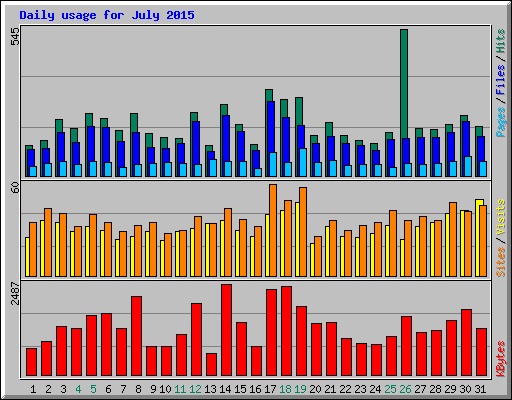 Daily usage for July 2015
545
Pages / Files / Hits
60
Sites / Visits
2487
KBytes
1 2 3 4 5 6 7 8 9 10 11 12 13 14 15 16 17 18 19 20 21 22 23 24 25 26 27 28 29 30 31